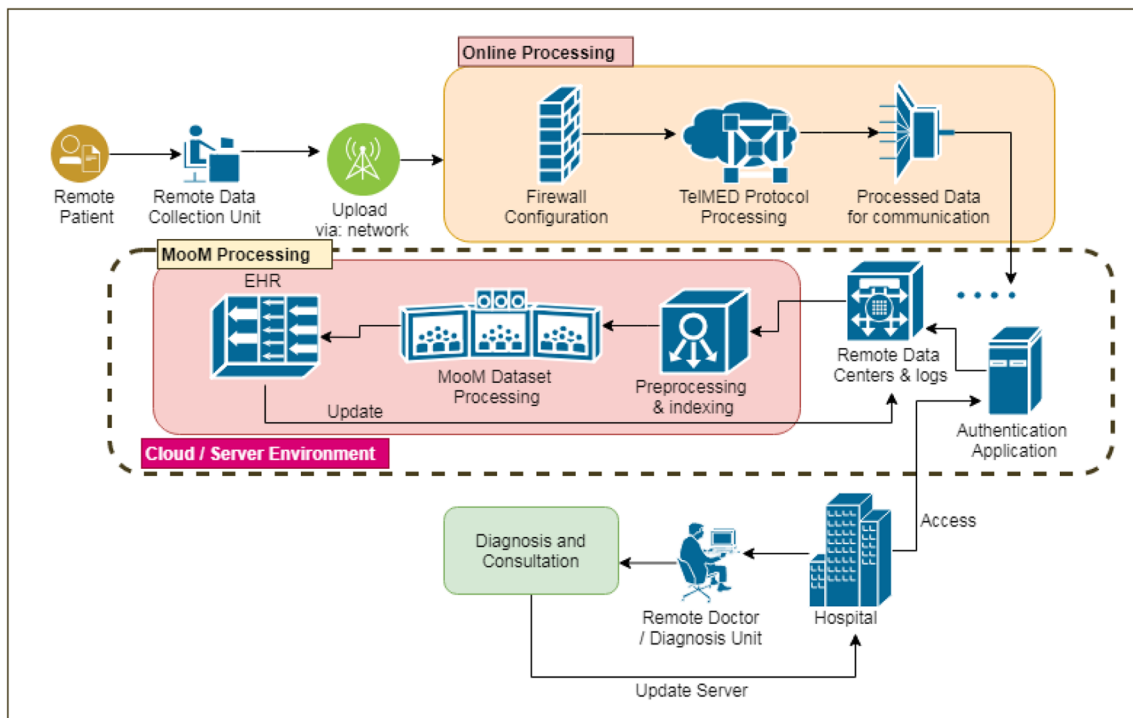 Online Processing
Remote
Patient
Remote Data
Collection Unit
Upload
via: network
Firewall
Configuration
TelMED Protocol
Processing
Processed Data
for communication
MooM Processing
EHR
MooM Dataset
Processing
Preprocessing
& indexing
Remote Data
Centers & logs
Update
Authentication
Application
Cloud / Server Environment
Access
Diagnosis and
Consultation
Remote Doctor
/ Diagnosis Unit
Hospital
Update Server